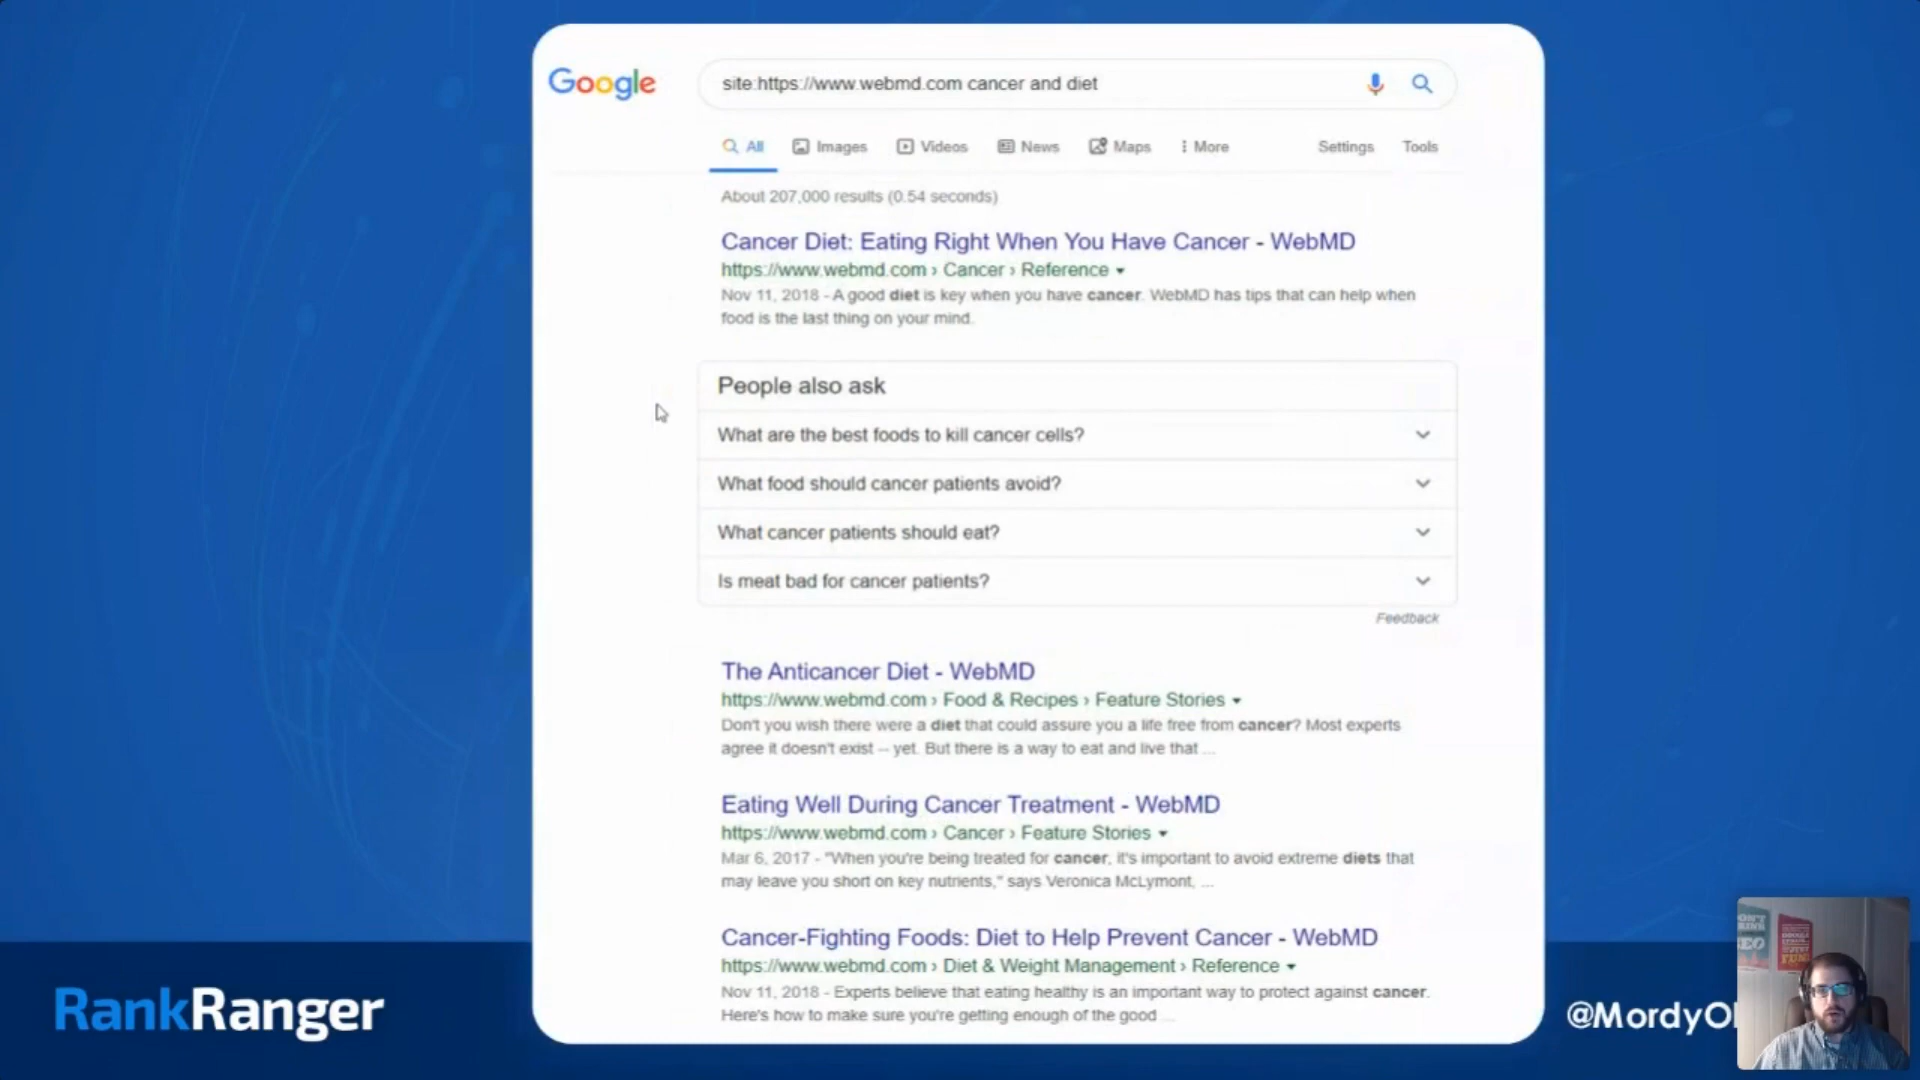 Google
site:https://www.webmd.com cancer and diet
All Images Videos News Maps More Settings Tools
About 207,000 results (0.54 seconds)
Cancer Diet: Eating Right When You Have Cancer - WebMD
https://www.webmd.com › Cancer › Reference
Nov 11, 2018 - A good diet is key when you have cancer. WebMD has tips that can help when
food is the last thing on your mind.
People also ask
What are the best foods to kill cancer cells?
What food should cancer patients avoid?
What cancer patients should eat?
Is meat bad for cancer patients?
Feedback
The Anticancer Diet - WebMD
https://www.webmd.com › Food & Recipes › Feature Stories
Don't you wish there were a diet that could assure you a life free from cancer? Most experts
agree it doesn't exist -- yet. But there is a way to eat and live that ...
Eating Well During Cancer Treatment - WebMD
https://www.webmd.com › Cancer › Feature Stories
Mar 6, 2017 - "When you're being treated for cancer, it's important to avoid extreme diets that
may leave you short on key nutrients," says Veronica McLymont, ...
Cancer-Fighting Foods: Diet to Help Prevent Cancer - WebMD
https://www.webmd.com › Diet & Weight Management › Reference
Nov 11, 2018 - Experts believe that eating healthy is an important way to protect against cancer.
Here's how to make sure you're getting enough of the good ...
RankRanger
@MordyO
SEO